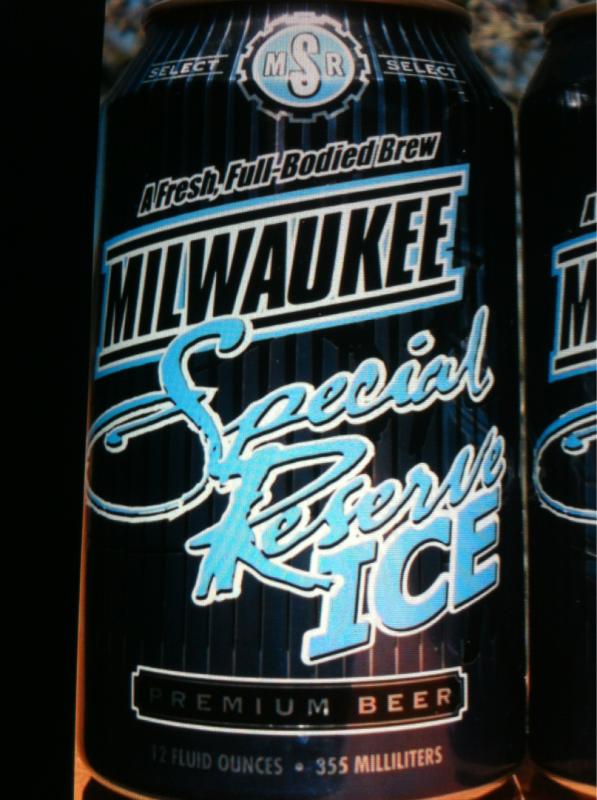 SELECT MSR SELECT
A Fresh, Full-Bodied Brew
MILWAUKEE
Special
Reserve
ICE
PREMIUM BEER
12 FLUID OUNCES • 355 MILLILITERS
M